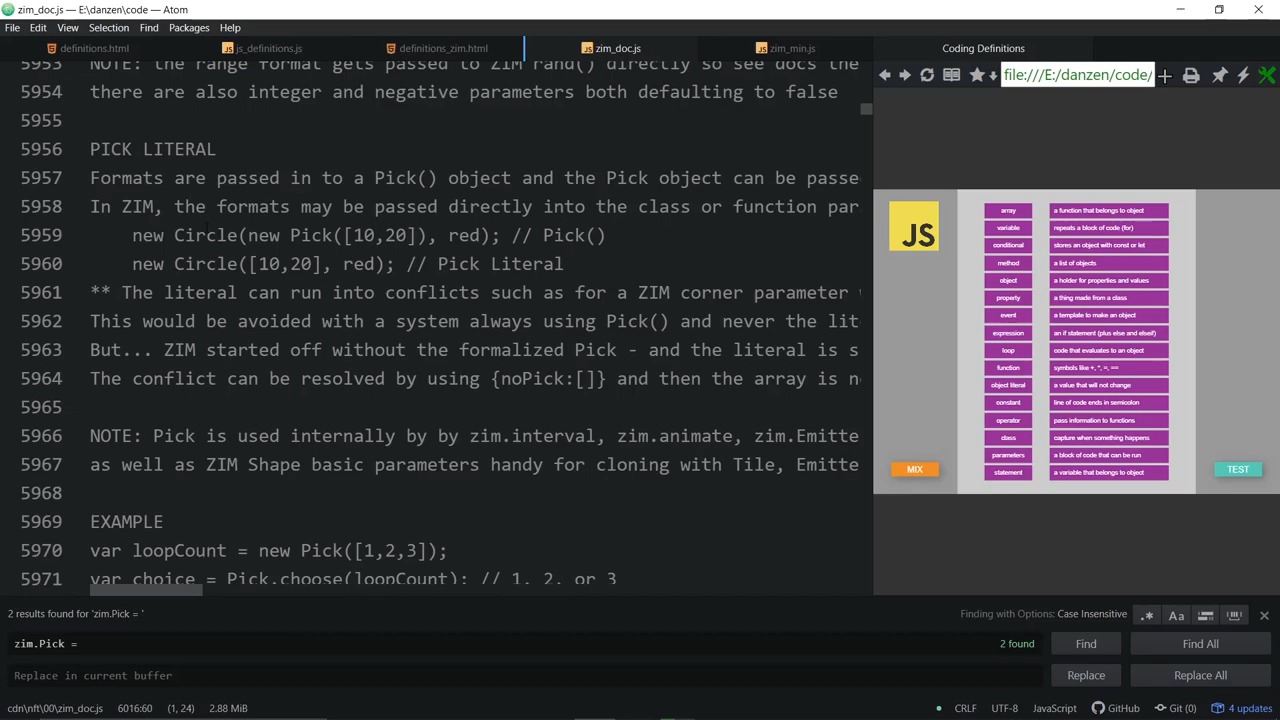 zim_doc.js — E:\danzen\code — Atom
File Edit View Selection Find Packages Help
definitions.html js_definitions.js definitions_zim.html zim_doc.js zim_min.js Coding Definitions
file:///E:/danzen/code/
5953 NOTE: the range format gets passed to ZIM rand() directly so see docs the
5954 there are also integer and negative parameters both defaulting to false
5955
5956 PICK LITERAL
5957 Formats are passed in to a Pick() object and the Pick object can be passe
5958 In ZIM, the formats may be passed directly into the class or function par
5959 new Circle(new Pick([10,20]), red); // Pick()
5960 new Circle([10,20], red); // Pick Literal
5961 ** The literal can run into conflicts such as for a ZIM corner parameter
5962 This would be avoided with a system always using Pick() and never the lit
5963 But... ZIM started off without the formalized Pick - and the literal is s
5964 The conflict can be resolved by using {noPick:[]} and then the array is n
5965
5966 NOTE: Pick is used internally by by zim.interval, zim.animate, zim.Emitte
5967 as well as ZIM Shape basic parameters handy for cloning with Tile, Emitte
5968
5969 EXAMPLE
5970 var loopCount = new Pick([1,2,3]);
5971 var choice = Pick.choose(loopCount); // 1, 2, or 3
JS
array a function that belongs to object
variable repeats a block of code (for)
conditional stores an object with const or let
method a list of objects
object a holder for properties and values
property a thing made from a class
event a template to make an object
expression an if statement (plus else and elseif)
loop code that evaluates to an object
function symbols like +, *, =, ==
object literal a value that will not change
constant line of code ends in semicolon
operator pass information to functions
class capture when something happens
parameters a block of code that can be run
statement a variable that belongs to object
MIX
TEST
2 results found for 'zim.Pick = '
Finding with Options: Case Insensitive
.* Aa
zim.Pick =
2 found
Find
Find All
Replace in current buffer
Replace
Replace All
cdn\nft\00\zim_doc.js 6016:60 (1, 24) 2.88 MiB
CRLF UTF-8 JavaScript GitHub Git (0) 4 updates